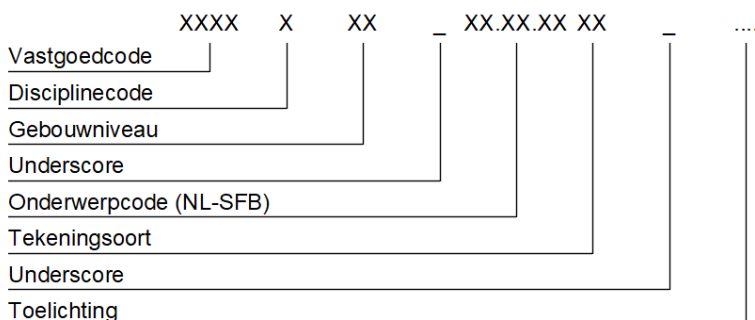 XXXX X XX _ XX.XX.XX XX _ ....
Vastgoedcode
Disciplinecode
Gebouwniveau
Underscore
Onderwerpcode (NL-SFB)
Tekeningsoort
Underscore
Toelichting